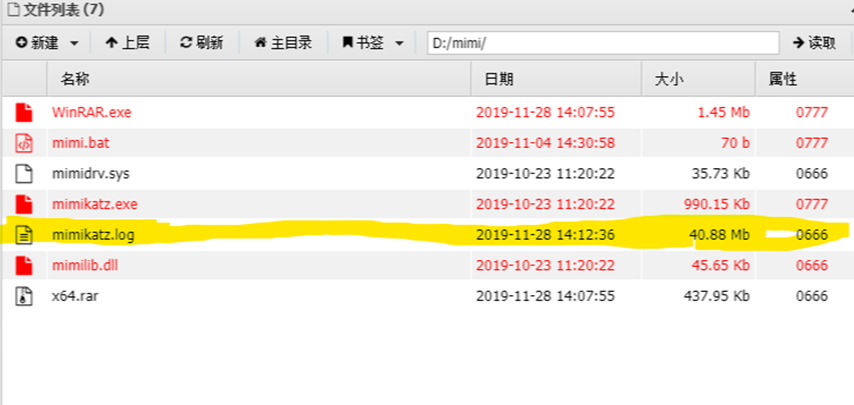 文件列表 (7)
新建 上层 刷新 主目录 书签 D:/mimi/ 读取
名称 日期 大小 属性
WinRAR.exe 2019-11-28 14:07:55 1.45 Mb 0777
mimi.bat 2019-11-04 14:30:58 70 b 0777
mimidrv.sys 2019-10-23 11:20:22 35.73 Kb 0666
mimikatz.exe 2019-10-23 11:20:22 990.15 Kb 0777
mimikatz.log 2019-11-28 14:12:36 40.88 Mb 0666
mimilib.dll 2019-10-23 11:20:22 45.65 Kb 0666
x64.rar 2019-11-28 14:07:55 437.95 Kb 0666